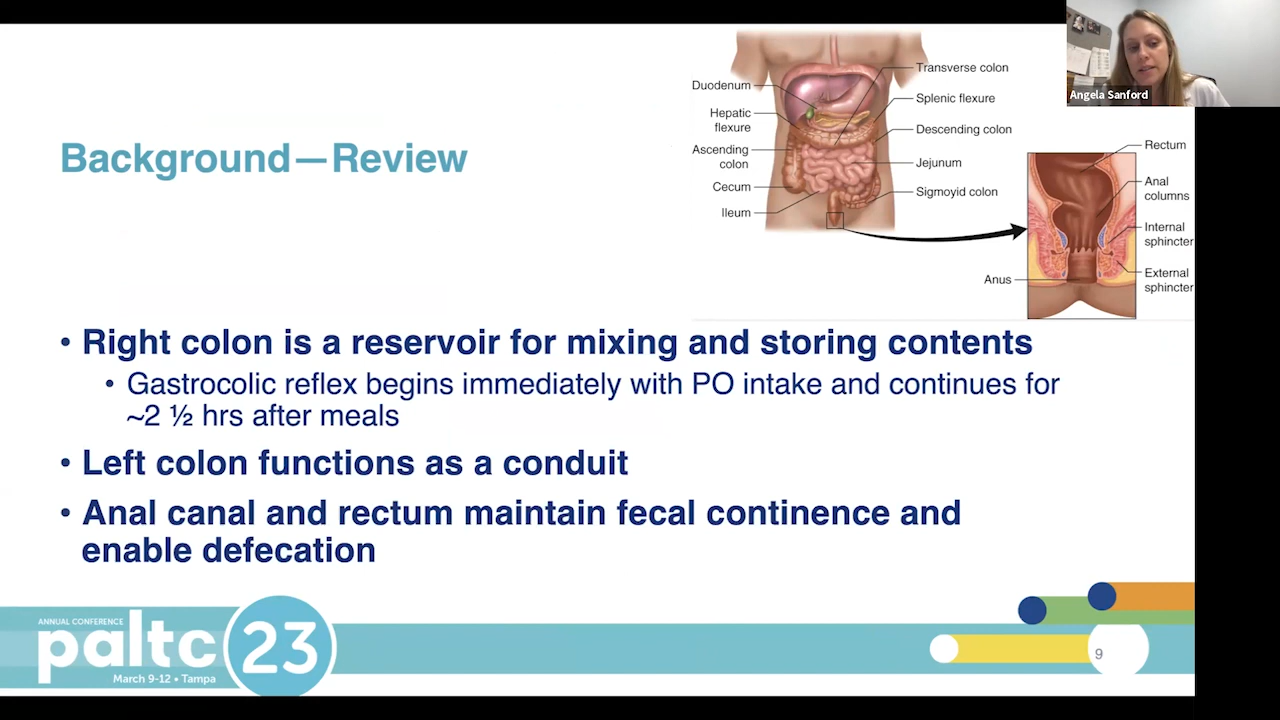 Angela Sanford
Background—Review
Duodenum
Hepatic
flexure
Ascending
colon
Cecum
Ileum
Transverse colon
Splenic flexure
Descending colon
Jejunum
Sigmoyid colon
Rectum
Anal
columns
Internal
sphincter
External
sphincter
Anus
• Right colon is a reservoir for mixing and storing contents
• Gastrocolic reflex begins immediately with PO intake and continues for
~2 ½ hrs after meals
• Left colon functions as a conduit
• Anal canal and rectum maintain fecal continence and
enable defecation
ANNUAL CONFERENCE
paltc 23
March 9-12 • Tampa
9